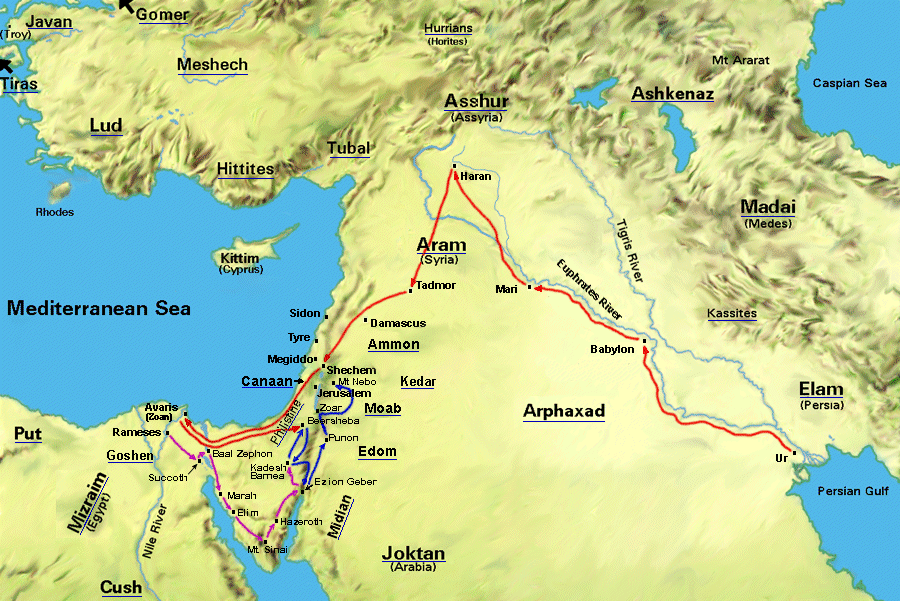 Javan
(Troy)
Gomer
Tiras
Meshech
Hurrians
(Horites)
Mt Ararat
Caspian Sea
Asshur
(Assyria)
Ashkenaz
Lud
Tubal
Hittites
Haran
Rhodes
Madai
(Medes)
Kittim
(Cyprus)
Aram
(Syria)
Tigris River
Euphrates River
Tadmor
Mari
Mediterranean Sea
Sidon
Damascus
Kassites
Tyre
Ammon
Babylon
Megiddo
Shechem
Canaan
Mt Nebo
Kedar
Jerusalem
Elam
(Persia)
Avaris
(Zoan)
Zoar
Moab
Arphaxad
Philistine
Beersheba
Put
Rameses
Punon
Goshen
Baal Zephon
Edom
Ur
Kadesh
Barnea
Succoth
Ezion Geber
Persian Gulf
Mizraim
(Egypt)
Marah
Elim
Midian
Hazeroth
Nile River
Mt. Sinai
Joktan
(Arabia)
Cush